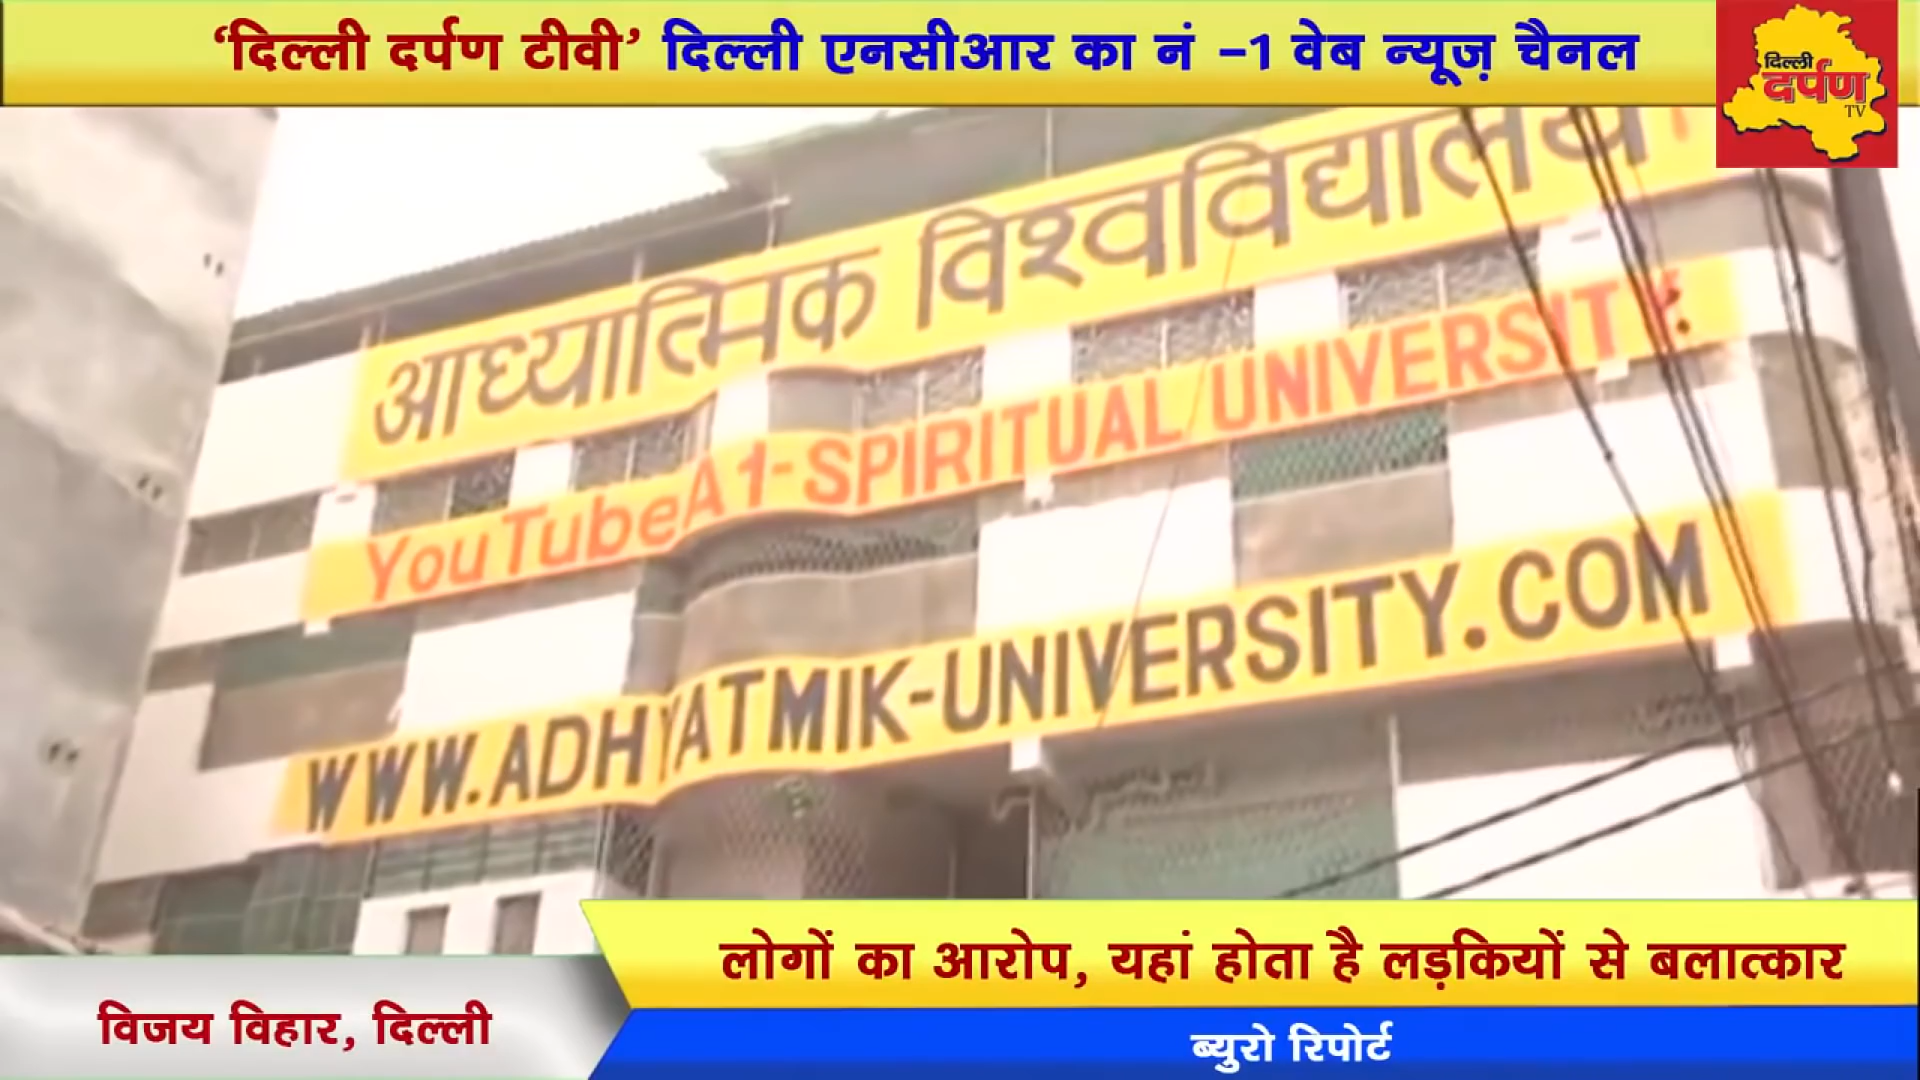 ‘दिल्ली दर्पण टीवी’ दिल्ली एनसीआर का नं -1 वेब न्यूज़ चैनल
दिल्ली
दर्पण
TV
आध्यात्मिक विश्वविद्यालय
YouTubeA1-SPIRITUAL UNIVERSITY.
WWW.ADHYATMIK-UNIVERSITY.COM
लोगों का आरोप, यहां होता है लड़कियों से बलात्कार
विजय विहार, दिल्ली
ब्युरो रिपोर्ट